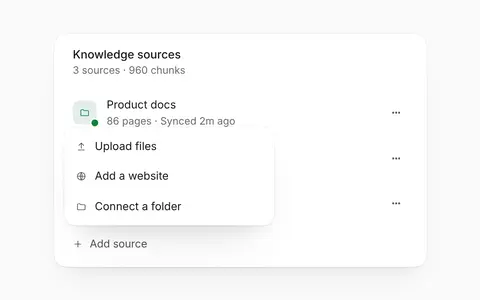 Knowledge sources
3 sources · 960 chunks
Product docs
86 pages · Synced 2m ago
Upload files
Add a website
Connect a folder
Add source